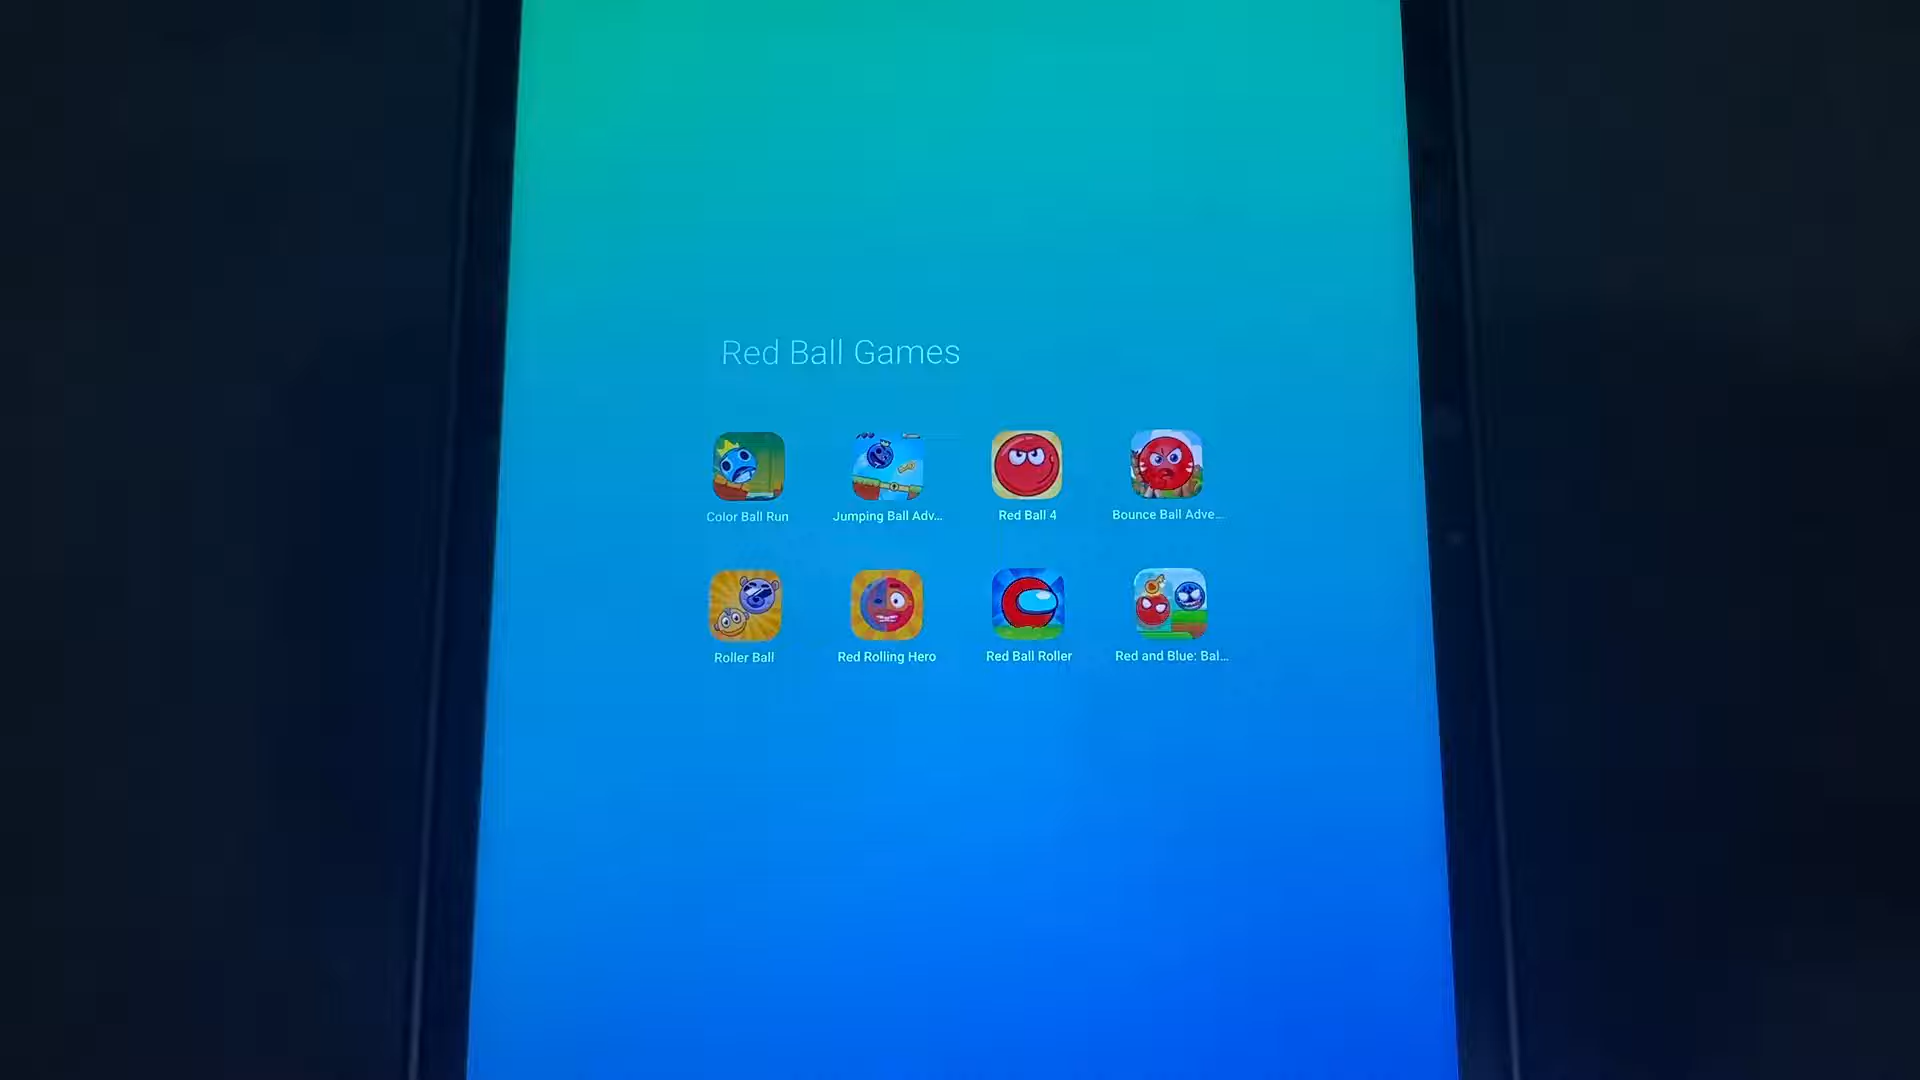 Red Ball Games
Color Ball Run
Jumping Ball Adv...
Red Ball 4
Bounce Ball Adve...
Roller Ball
Red Rolling Hero
Red Ball Roller
Red and Blue: Bal...